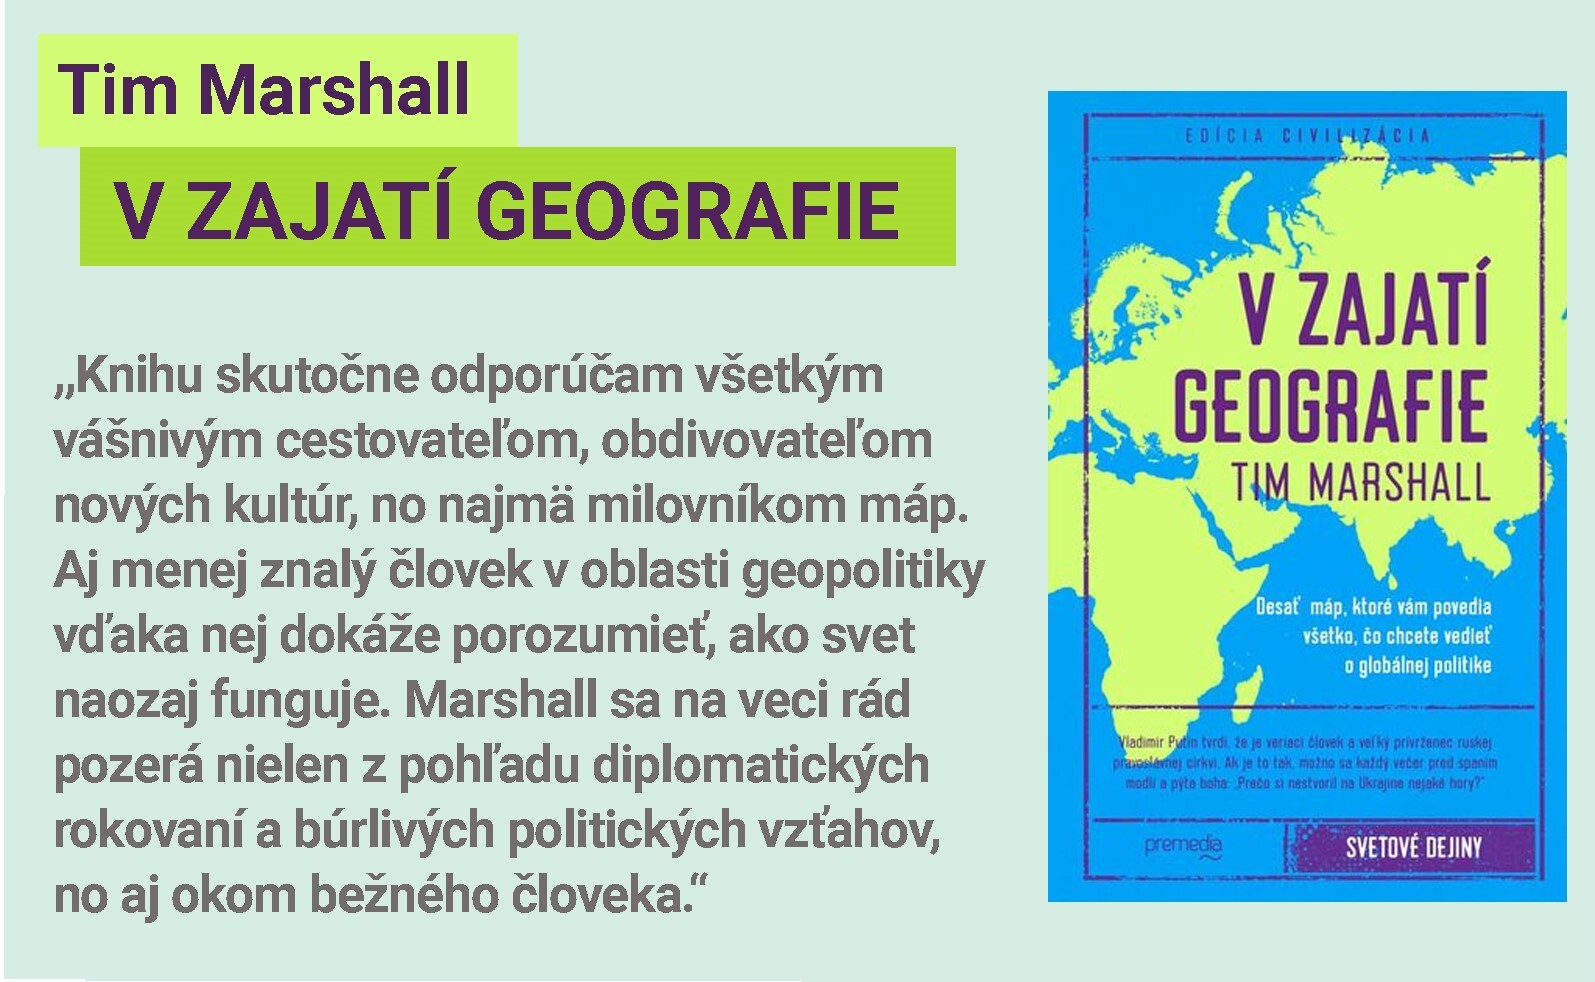 Tim Marshall
V ZAJATÍ GEOGRAFIE
,,Knihu skutočne odporúčam všetkým
vášnivým cestovateľom, obdivovateľom
nových kultúr, no najmä milovníkom máp.
Aj menej znalý človek v oblasti geopolitiky
vďaka nej dokáže porozumieť, ako svet
naozaj funguje. Marshall sa na veci rád
pozerá nielen z pohľadu diplomatických
rokovaní a búrlivých politických vzťahov,
no aj okom bežného človeka.“
EDÍCIA CIVILIZÁCIA
V ZAJATÍ
GEOGRAFIE
TIM MARSHALL
Desať máp, ktoré vám povedia
všetko, čo chcete vedieť
o globálnej politike
Vladimir Putin tvrdí, že je veriaci človek a veľký prívrženec ruskej
pravoslávnej cirkvi. Ak je to tak, možno sa každý večer pred spaním
modlí a pýta boha: „Prečo si nestvoril na Ukrajine nejaké hory?“
premedia
SVETOVÉ DEJINY